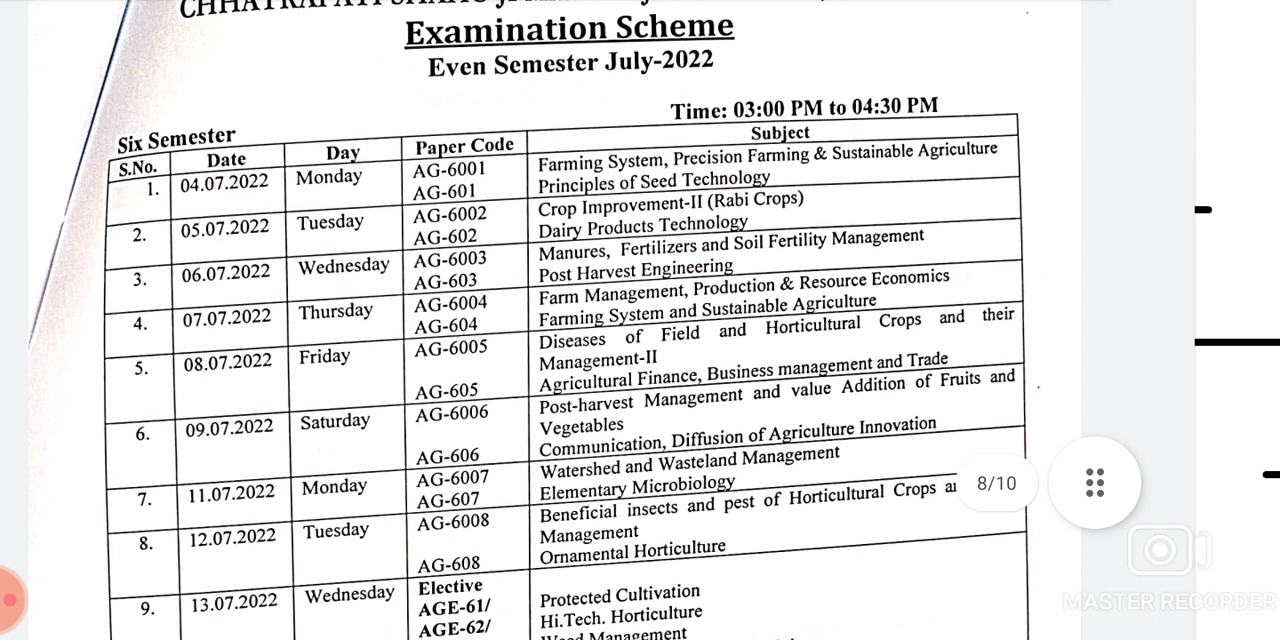 Examination Scheme
Even Semester July-2022
Time: 03:00 PM to 04:30 PM
Six Semester
S.No. Date Day Paper Code Subject
1. 04.07.2022 Monday AG-6001 Farming System, Precision Farming & Sustainable Agriculture
AG-601 Principles of Seed Technology
2. 05.07.2022 Tuesday AG-6002 Crop Improvement-II (Rabi Crops)
AG-602 Dairy Products Technology
3. 06.07.2022 Wednesday AG-6003 Manures, Fertilizers and Soil Fertility Management
AG-603 Post Harvest Engineering
4. 07.07.2022 Thursday AG-6004 Farm Management, Production & Resource Economics
AG-604 Farming System and Sustainable Agriculture
5. 08.07.2022 Friday AG-6005 Diseases of Field and Horticultural Crops and their
Management-II
AG-605 Agricultural Finance, Business management and Trade
6. 09.07.2022 Saturday AG-6006 Post-harvest Management and value Addition of Fruits and
Vegetables
AG-606 Communication, Diffusion of Agriculture Innovation
7. 11.07.2022 Monday AG-6007 Watershed and Wasteland Management
AG-607 Elementary Microbiology
8. 12.07.2022 Tuesday AG-6008 Beneficial insects and pest of Horticultural Crops
Management
AG-608 Ornamental Horticulture
9. 13.07.2022 Wednesday Elective
AGE-61/ Protected Cultivation
AGE-62/ Hi.Tech. Horticulture
Management
8/10
MASTER RECORDER